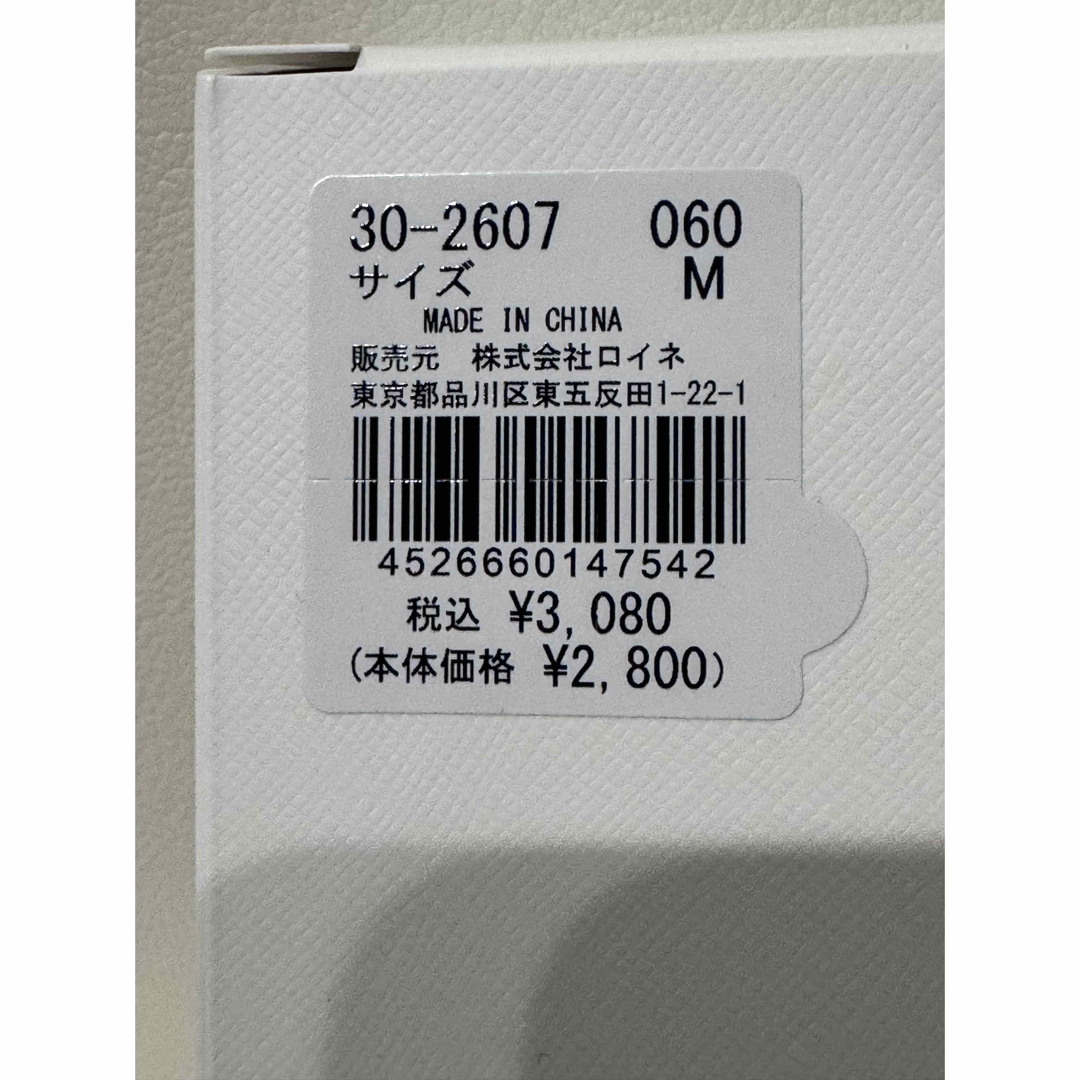 30-2607 060
サイズ M
MADE IN CHINA
販売元 株式会社ロイネ
東京都品川区東五反田1-22-1
4526660147542
税込 ¥3,080
(本体価格 ¥2,800)